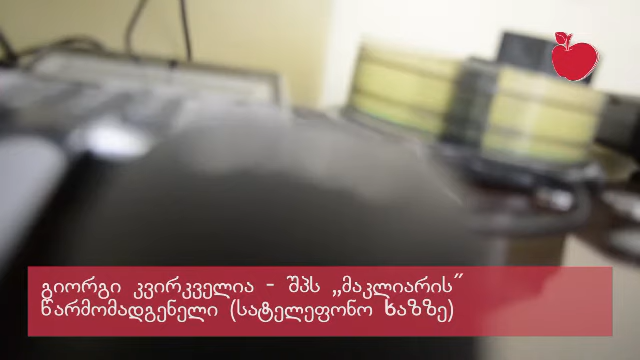 გიორგი კვირკველია - შპს „მაკლიარის“
წარმომადგენელი (სატელეფონო ხაზზე)